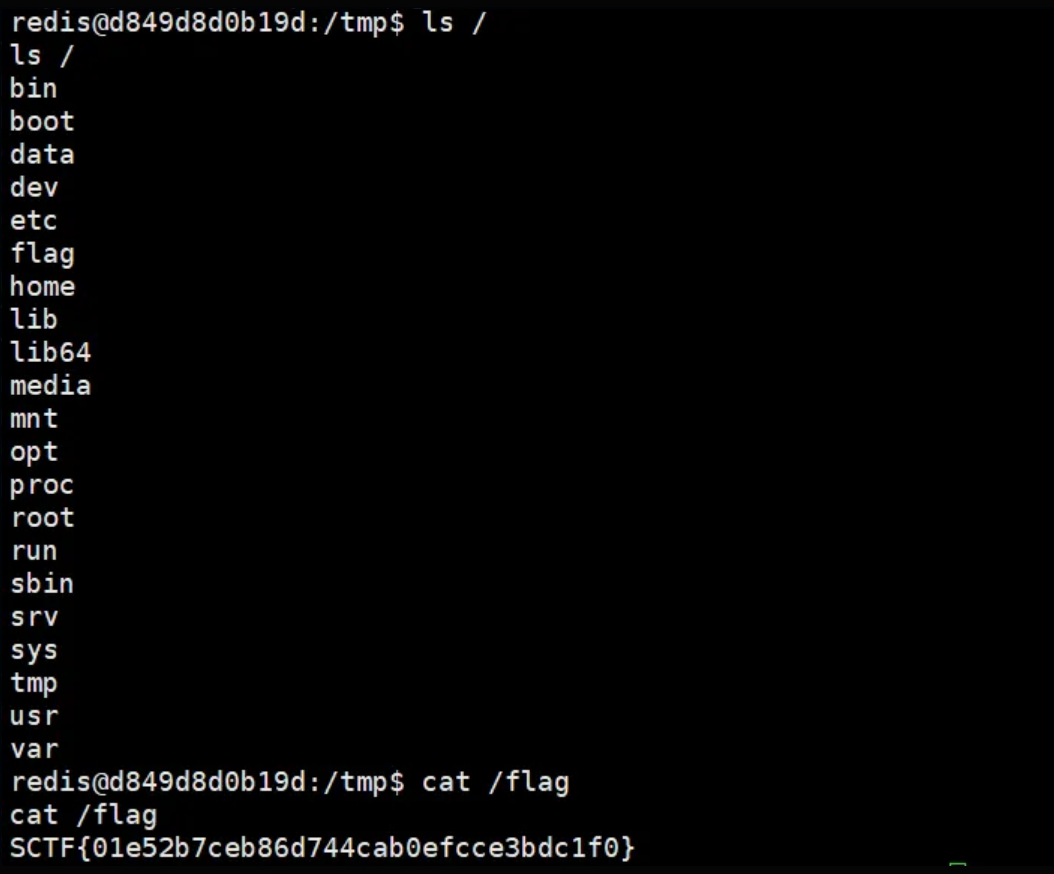 redis@d849d8d0b19d:/tmp$ ls /
ls /
bin
boot
data
dev
etc
flag
home
lib
lib64
media
mnt
opt
proc
root
run
sbin
srv
sys
tmp
usr
var
redis@d849d8d0b19d:/tmp$ cat /flag
cat /flag
SCTF{01e52b7ceb86d744cab0efcce3bdc1f0}